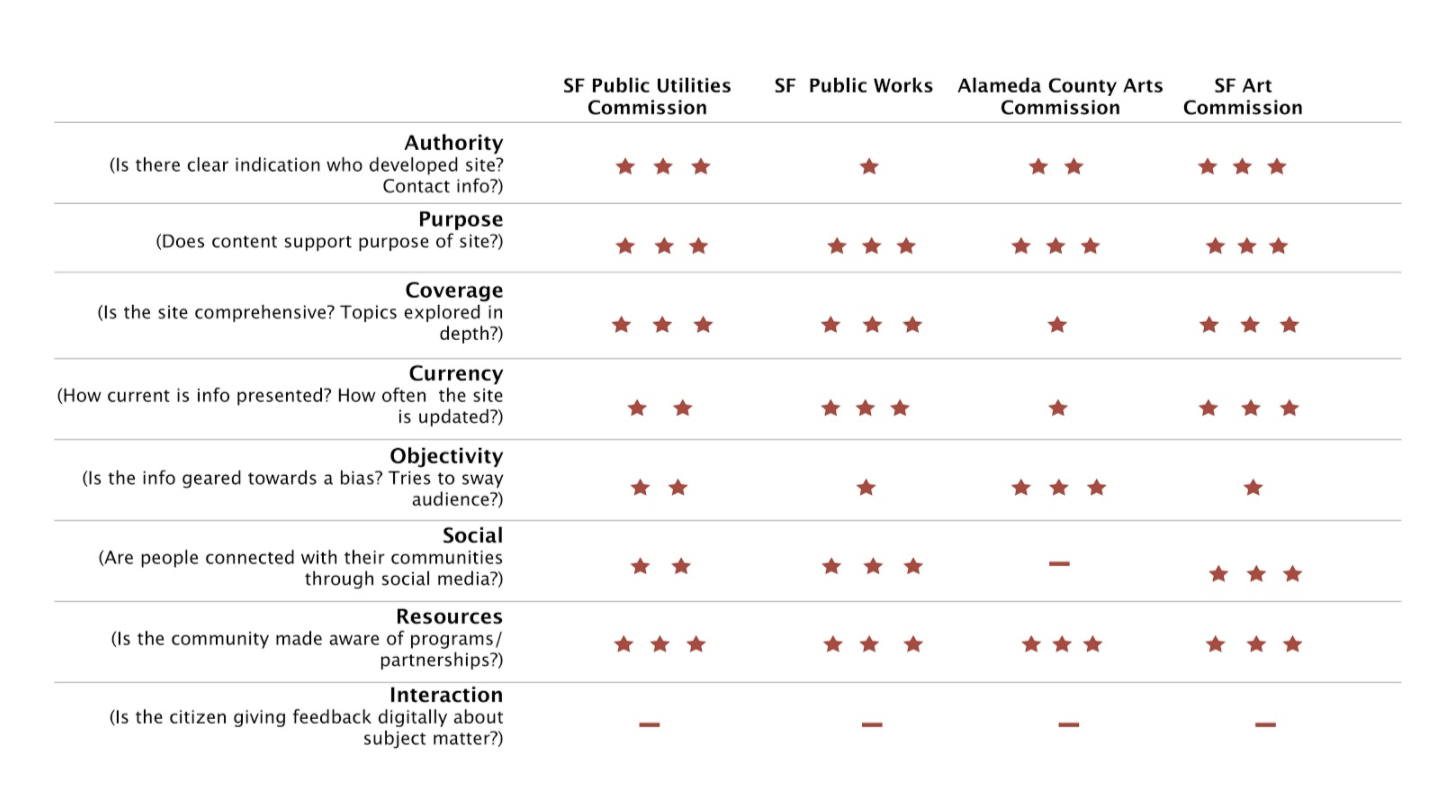 SF Public Utilities Commission
SF  Public Works
Alameda County Arts Commission
SF Art Commission
Authority
(Is there clear indication who developed site?
Contact info?)
Purpose
(Does content support purpose of site?)
Coverage
(Is the site comprehensive? Topics explored in
depth?)
Currency
(How current is info presented? How often  the site
is updated?)
Objectivity
(Is the info geared towards a bias? Tries to sway
audience?)
Social
(Are people connected with their communities
through social media?)
Resources
(Is the community made aware of programs/
partnerships?)
Interaction
(Is the citizen giving feedback digitally about
subject matter?)